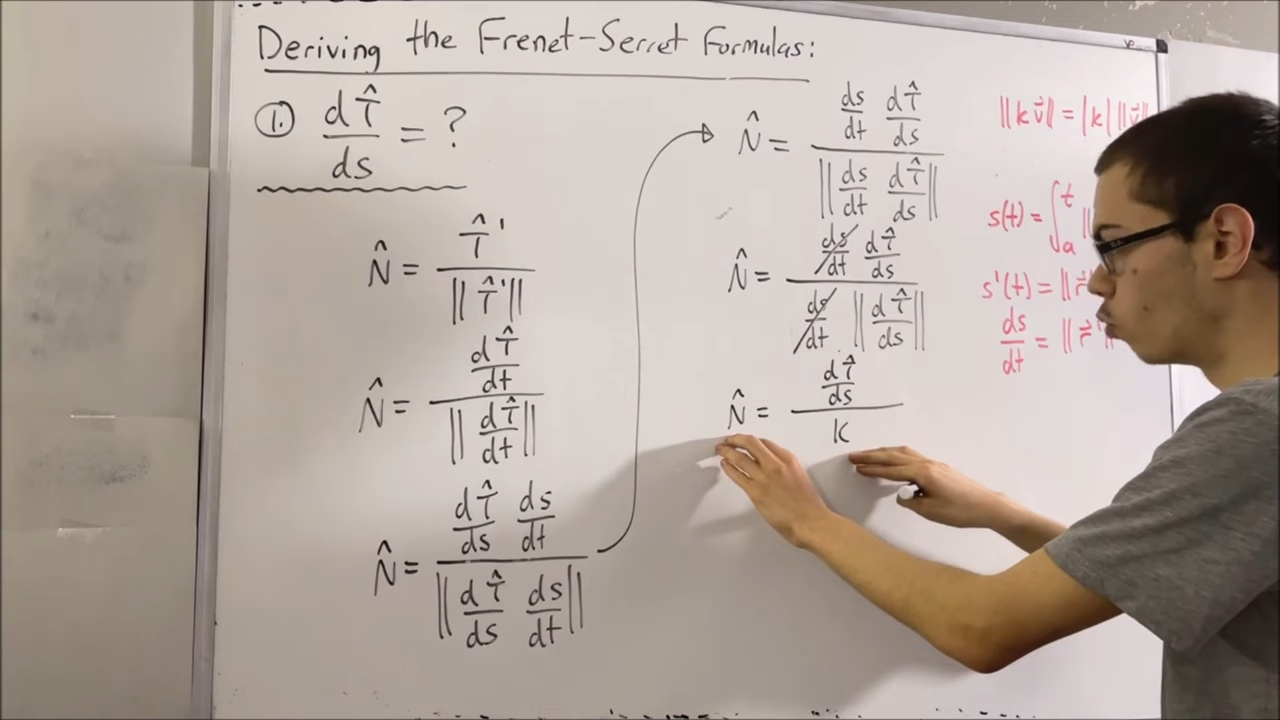 Deriving the Frenet-Serret Formulas:
1. dT̂/ds = ?
N̂ = T̂' / ||T̂'||
N̂ = (dT̂/dt) / ||dT̂/dt||
N̂ = (dT̂/ds ds/dt) / ||dT̂/ds ds/dt||
N̂ = (ds/dt dT̂/ds) / ||ds/dt dT̂/ds||
N̂ = (ds/dt dT̂/ds) / (ds/dt ||dT̂/ds||)
N̂ = (dT̂/ds) / K
||k v⃗|| = |k| ||v⃗||
s(t) = ∫ₐᵗ ||
s'(t) = || r⃗'
ds/dt = || r⃗' ||